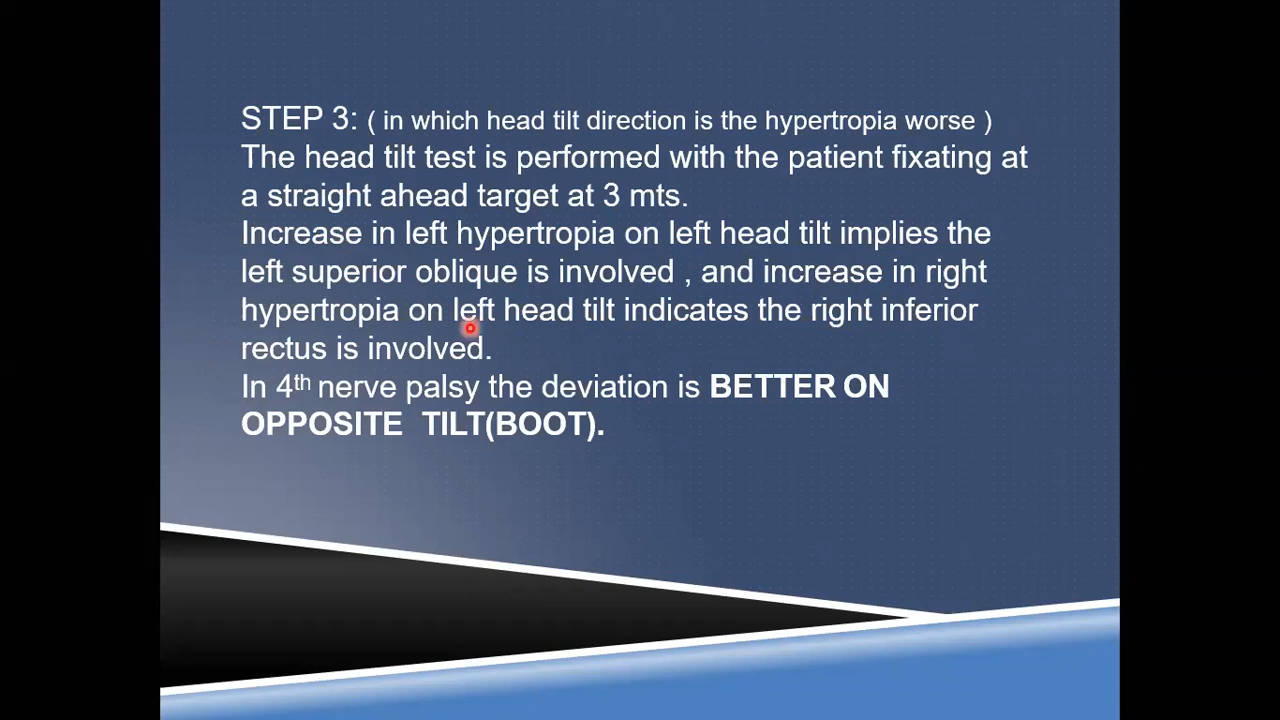 STEP 3: ( in which head tilt direction is the hypertropia worse )
The head tilt test is performed with the patient fixating at
a straight ahead target at 3 mts.
Increase in left hypertropia on left head tilt implies the
left superior oblique is involved , and increase in right
hypertropia on left head tilt indicates the right inferior
rectus is involved.
In 4th nerve palsy the deviation is BETTER ON
OPPOSITE TILT(BOOT).